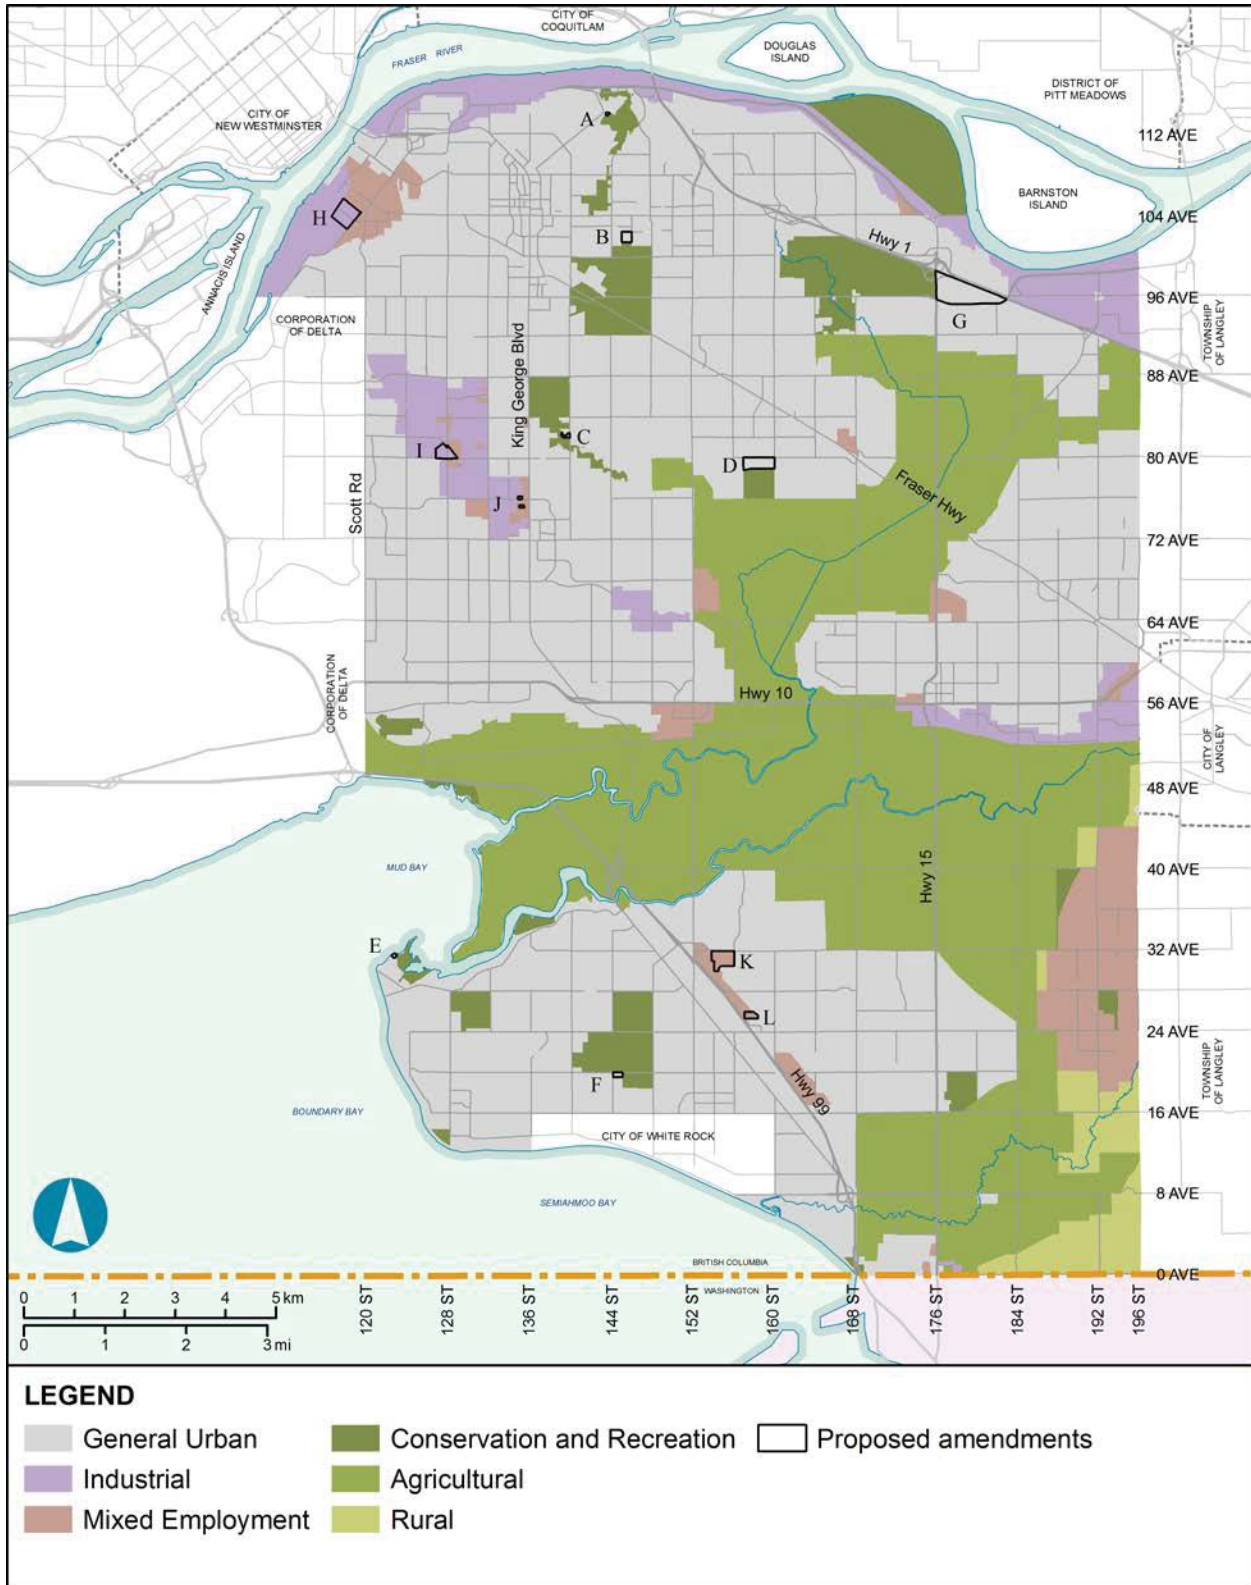 CITY OF
COQUITLAM
DOUGLAS
ISLAND
FRASER RIVER
DISTRICT OF
PITT MEADOWS
CITY OF
NEW WESTMINSTER
A
112 AVE
BARNSTON
ISLAND
H
104 AVE
B
Hwy 1
ANNACIS ISLAND
96 AVE
G
CORPORATION
OF DELTA
TOWNSHIP
OF LANGLEY
King George Blvd
88 AVE
C
I
D
80 AVE
Scott Rd
Fraser Hwy
J
72 AVE
64 AVE
CORPORATION
OF DELTA
Hwy 10
56 AVE
CITY OF
LANGLEY
48 AVE
MUD BAY
Hwy 15
40 AVE
E
32 AVE
K
L
24 AVE
F
Hwy 99
TOWNSHIP
OF LANGLEY
BOUNDARY BAY
16 AVE
CITY OF WHITE ROCK
SEMIAHMOO BAY
8 AVE
BRITISH COLUMBIA
0 AVE
WASHINGTON
0 1 2 3 4 5 km
0 1 2 3 mi
120 ST
128 ST
136 ST
144 ST
152 ST
160 ST
168 ST
176 ST
184 ST
192 ST
196 ST
LEGEND
General Urban
Conservation and Recreation
Proposed amendments
Industrial
Agricultural
Mixed Employment
Rural